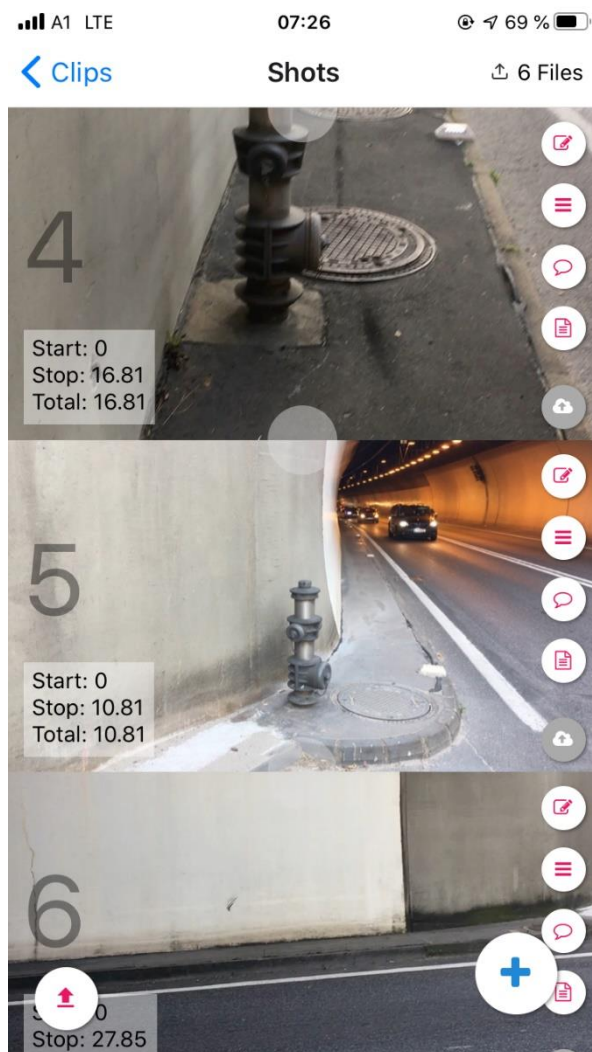 A1 LTE 07:26 69 %
Clips Shots 6 Files
4
Start: 0
Stop: 16.81
Total: 16.81
5
Start: 0
Stop: 10.81
Total: 10.81
6
0
Stop: 27.85